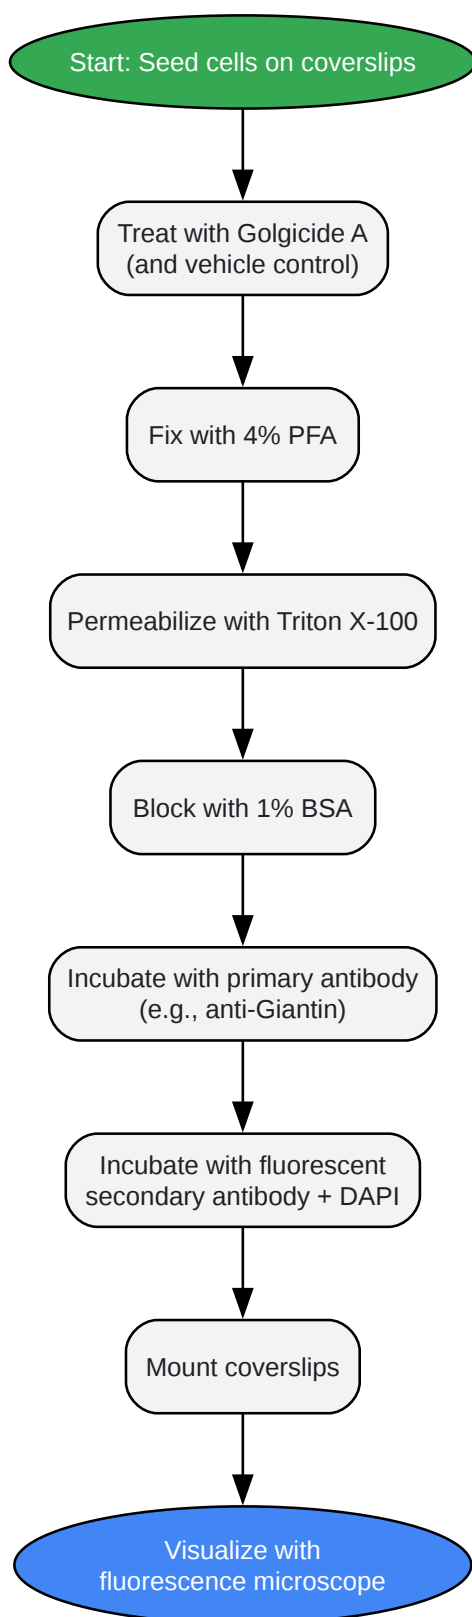 Start: Seed cells on coverslips
Treat with Golgicide A
(and vehicle control)
Fix with 4% PFA
Permeabilize with Triton X-100
Block with 1% BSA
Incubate with primary antibody
(e.g., anti-Giantin)
Incubate with fluorescent
secondary antibody + DAPI
Mount coverslips
Visualize with
fluorescence microscope